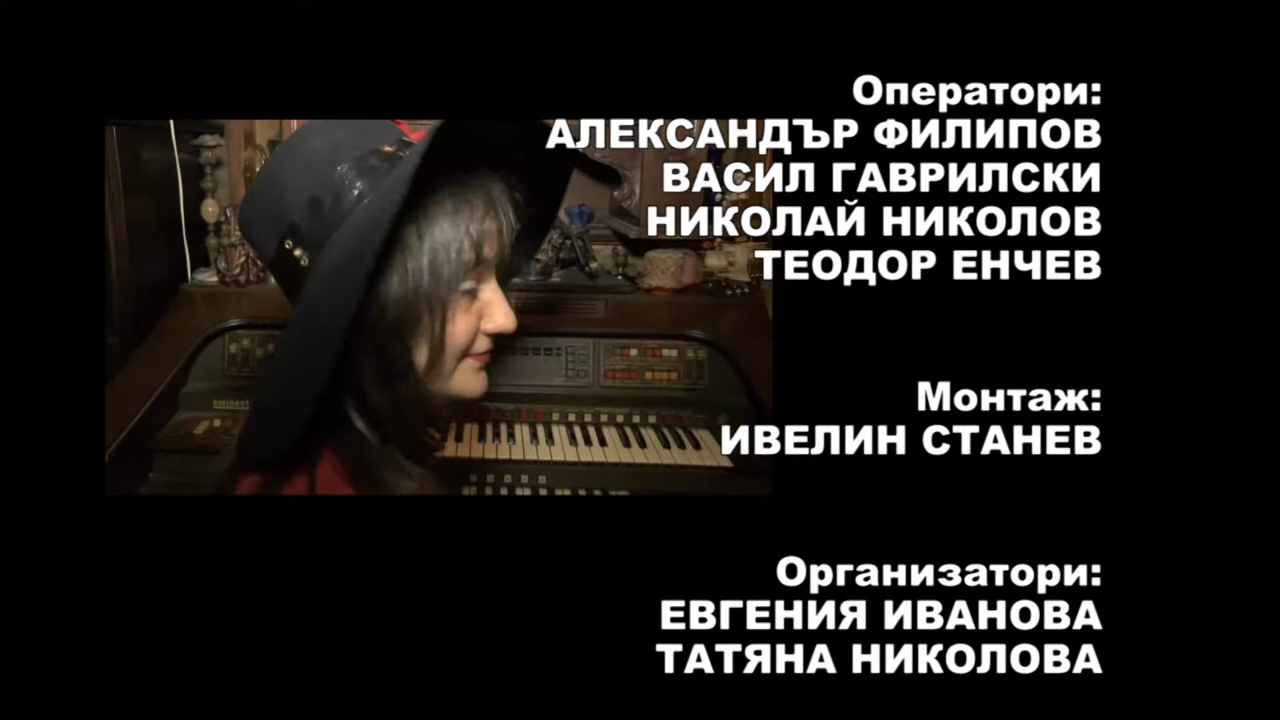 Оператори:
АЛЕКСАНДЪР ФИЛИПОВ
ВАСИЛ ГАВРИЛСКИ
НИКОЛАЙ НИКОЛОВ
ТЕОДОР ЕНЧЕВ
Монтаж:
ИВЕЛИН СТАНЕВ
Организатори:
ЕВГЕНИЯ ИВАНОВА
ТАТЯНА НИКОЛОВА